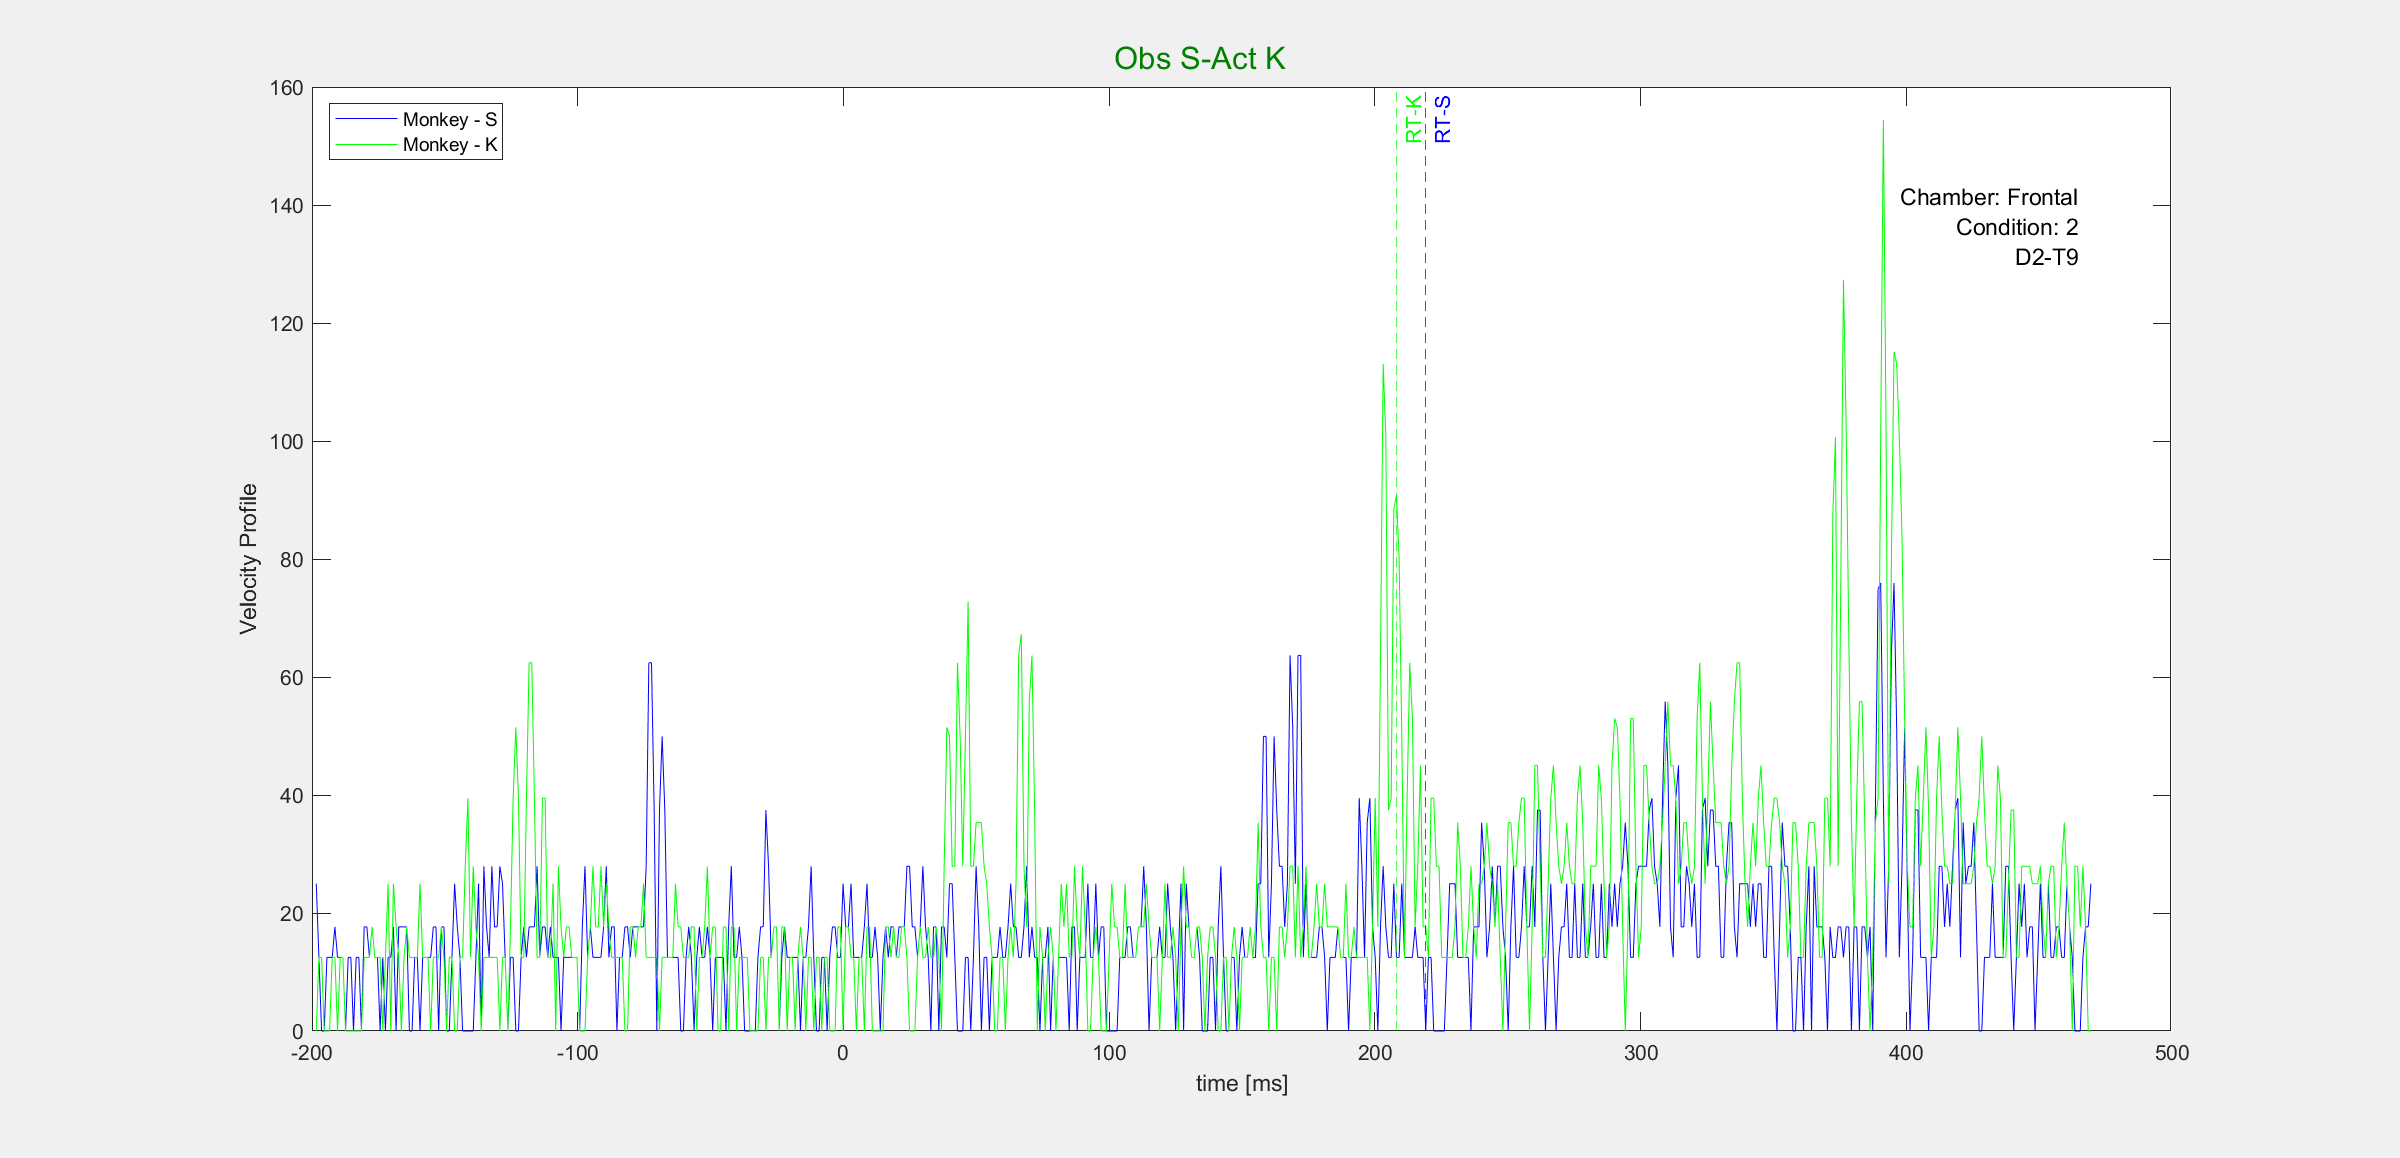 Obs S-Act K
160
140
120
100
80
60
40
20
0
Velocity Profile
Monkey - S
Monkey - K
RT-K
RT-S
Chamber: Frontal
Condition: 2
D2-T9
-200 -100 0 100 200 300 400 500
time [ms]